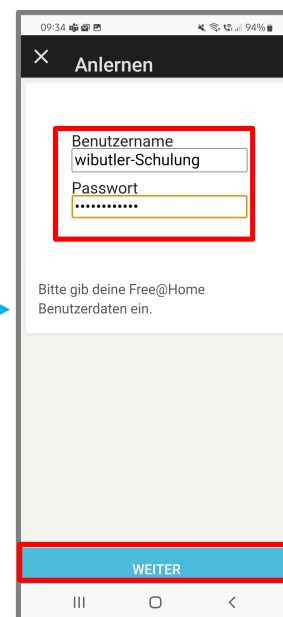 09:34 94%
Anlernen
Benutzername
wibutler-Schulung
Passwort
••••••••••••
Bitte gib deine Free@Home
Benutzerdaten ein.
WEITER